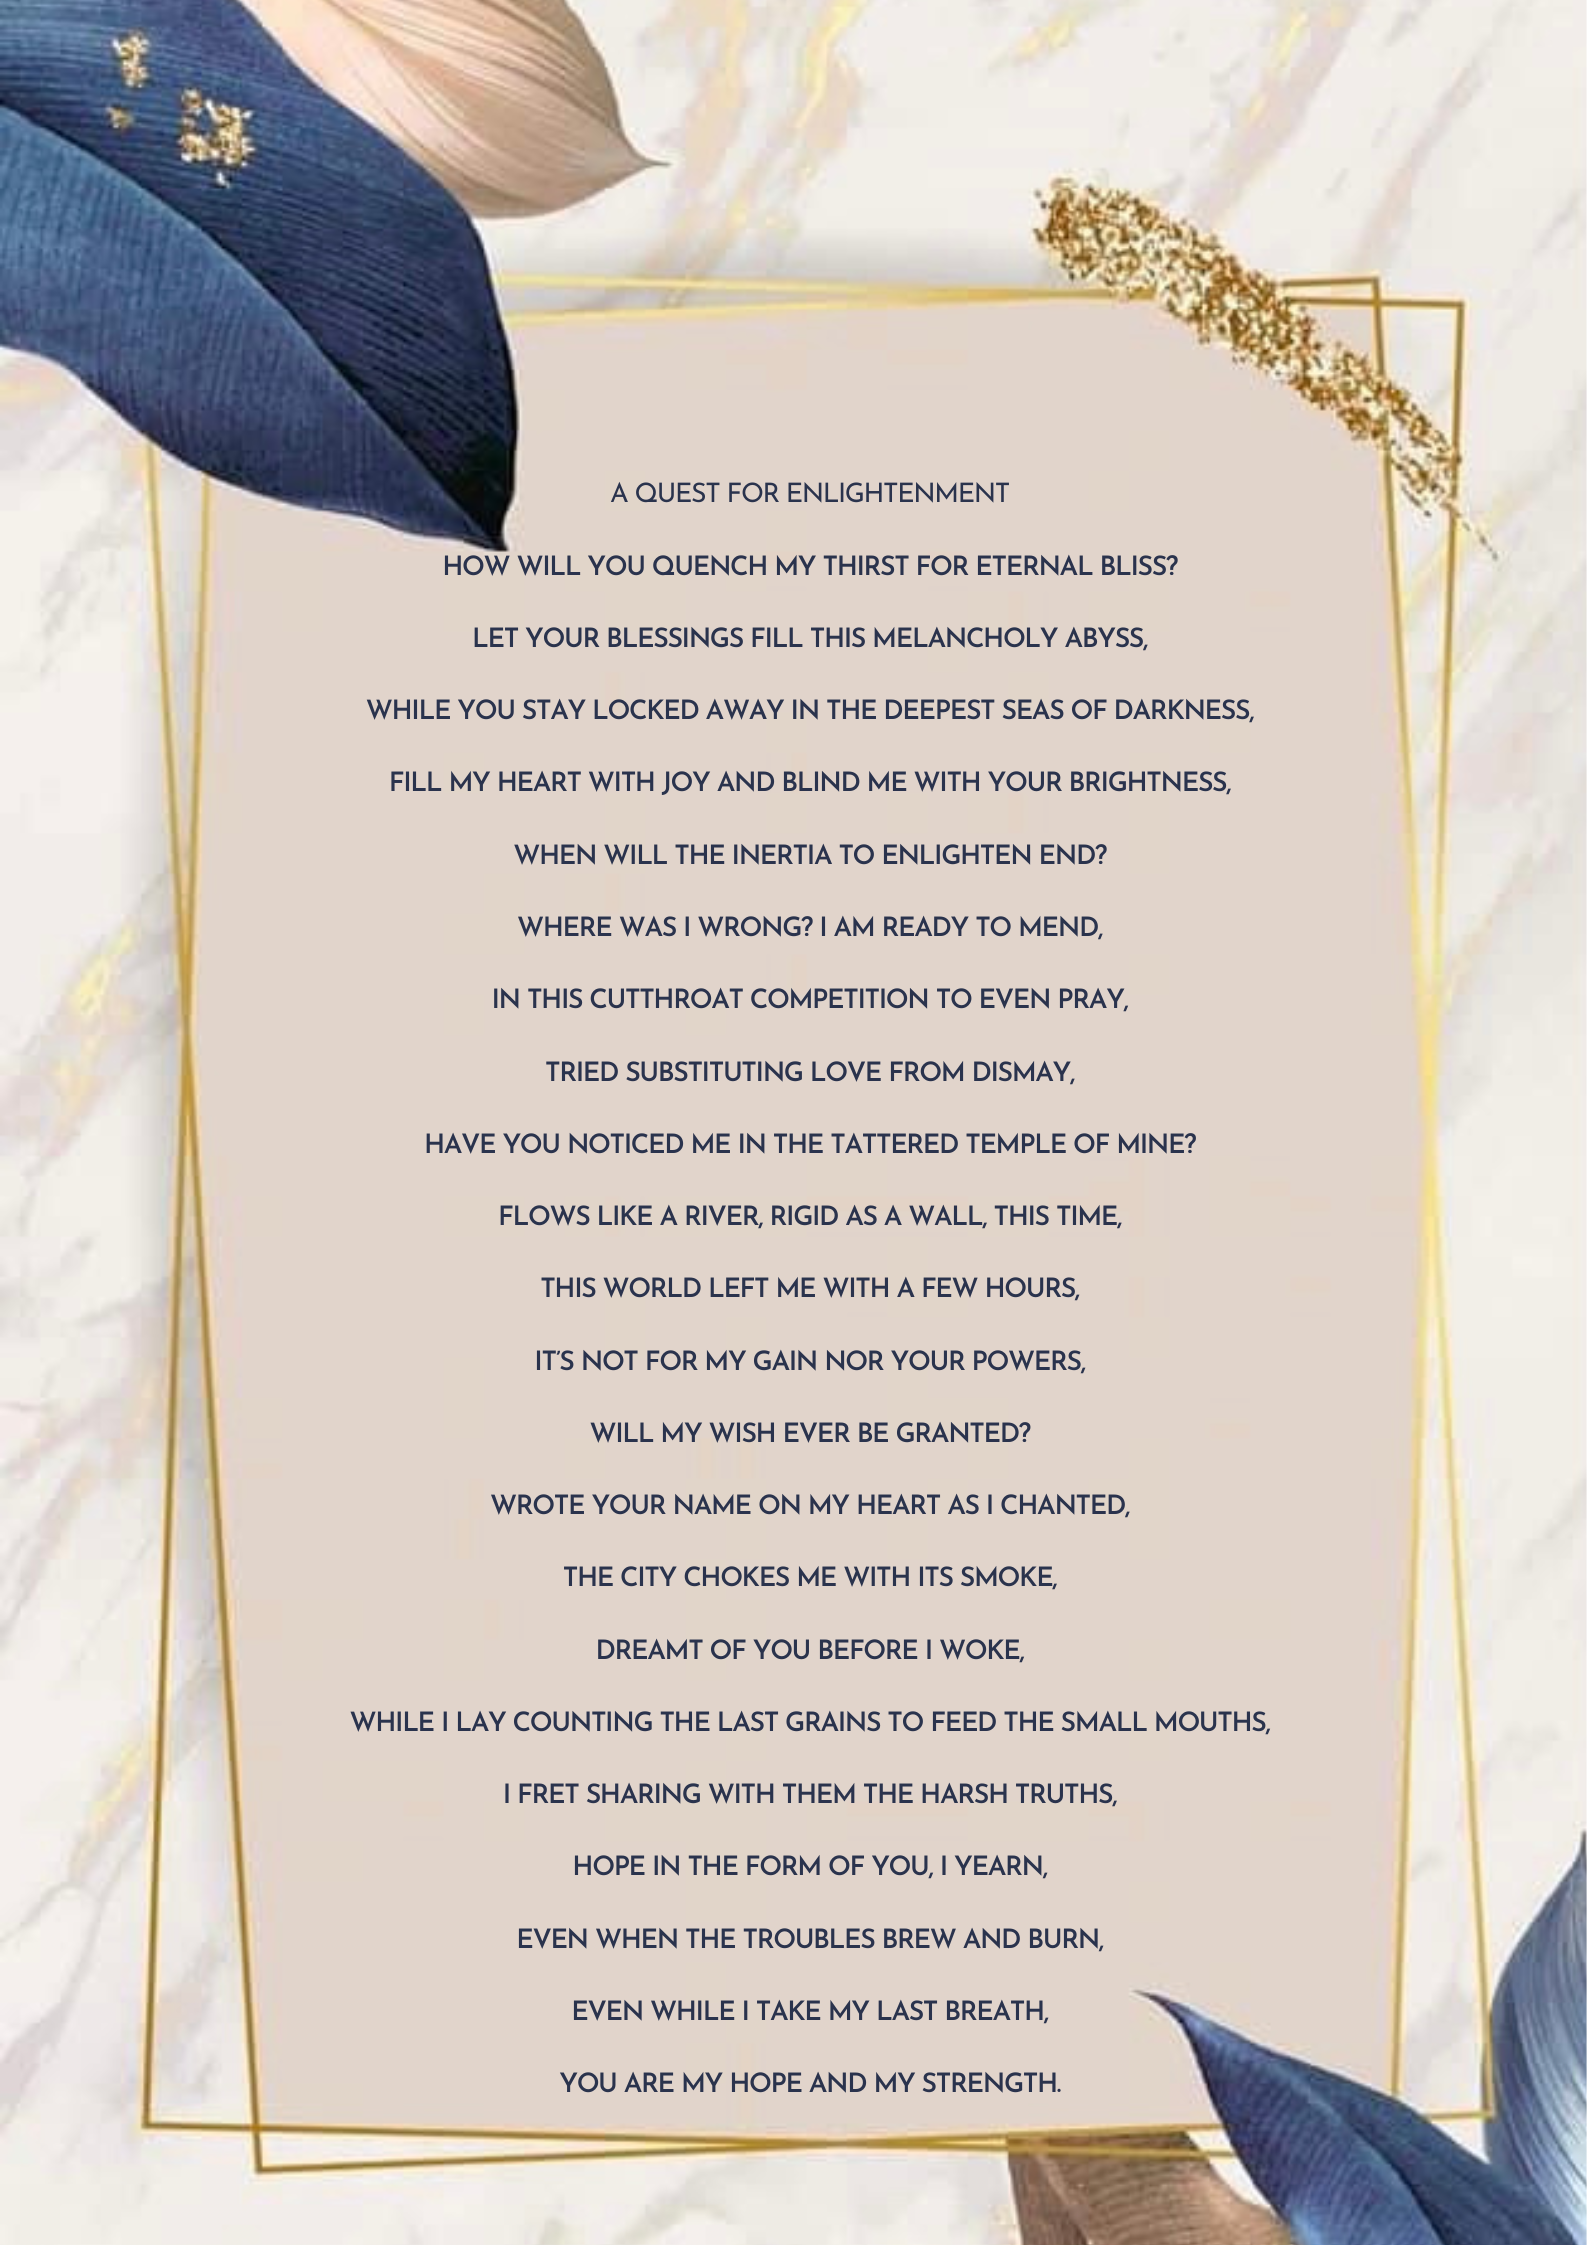 A QUEST FOR ENLIGHTENMENT
HOW WILL YOU QUENCH MY THIRST FOR ETERNAL BLISS?
LET YOUR BLESSINGS FILL THIS MELANCHOLY ABYSS,
WHILE YOU STAY LOCKED AWAY IN THE DEEPEST SEAS OF DARKNESS,
FILL MY HEART WITH JOY AND BLIND ME WITH YOUR BRIGHTNESS,
WHEN WILL THE INERTIA TO ENLIGHTEN END?
WHERE WAS I WRONG? I AM READY TO MEND,
IN THIS CUTTHROAT COMPETITION TO EVEN PRAY,
TRIED SUBSTITUTING LOVE FROM DISMAY,
HAVE YOU NOTICED ME IN THE TATTERED TEMPLE OF MINE?
FLOWS LIKE A RIVER, RIGID AS A WALL, THIS TIME,
THIS WORLD LEFT ME WITH A FEW HOURS,
IT'S NOT FOR MY GAIN NOR YOUR POWERS,
WILL MY WISH EVER BE GRANTED?
WROTE YOUR NAME ON MY HEART AS I CHANTED,
THE CITY CHOKES ME WITH ITS SMOKE,
DREAMT OF YOU BEFORE I WOKE,
WHILE I LAY COUNTING THE LAST GRAINS TO FEED THE SMALL MOUTHS,
I FRET SHARING WITH THEM THE HARSH TRUTHS,
HOPE IN THE FORM OF YOU, I YEARN,
EVEN WHEN THE TROUBLES BREW AND BURN,
EVEN WHILE I TAKE MY LAST BREATH,
YOU ARE MY HOPE AND MY STRENGTH.